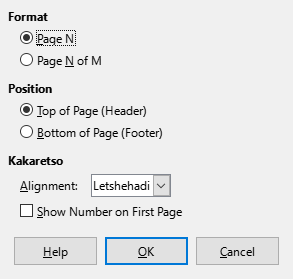 Format
Page N
Page N of M
Position
Top of Page (Header)
Bottom of Page (Footer)
Kakaretso
Alignment: Letshehadi
Show Number on First Page
Help OK Cancel